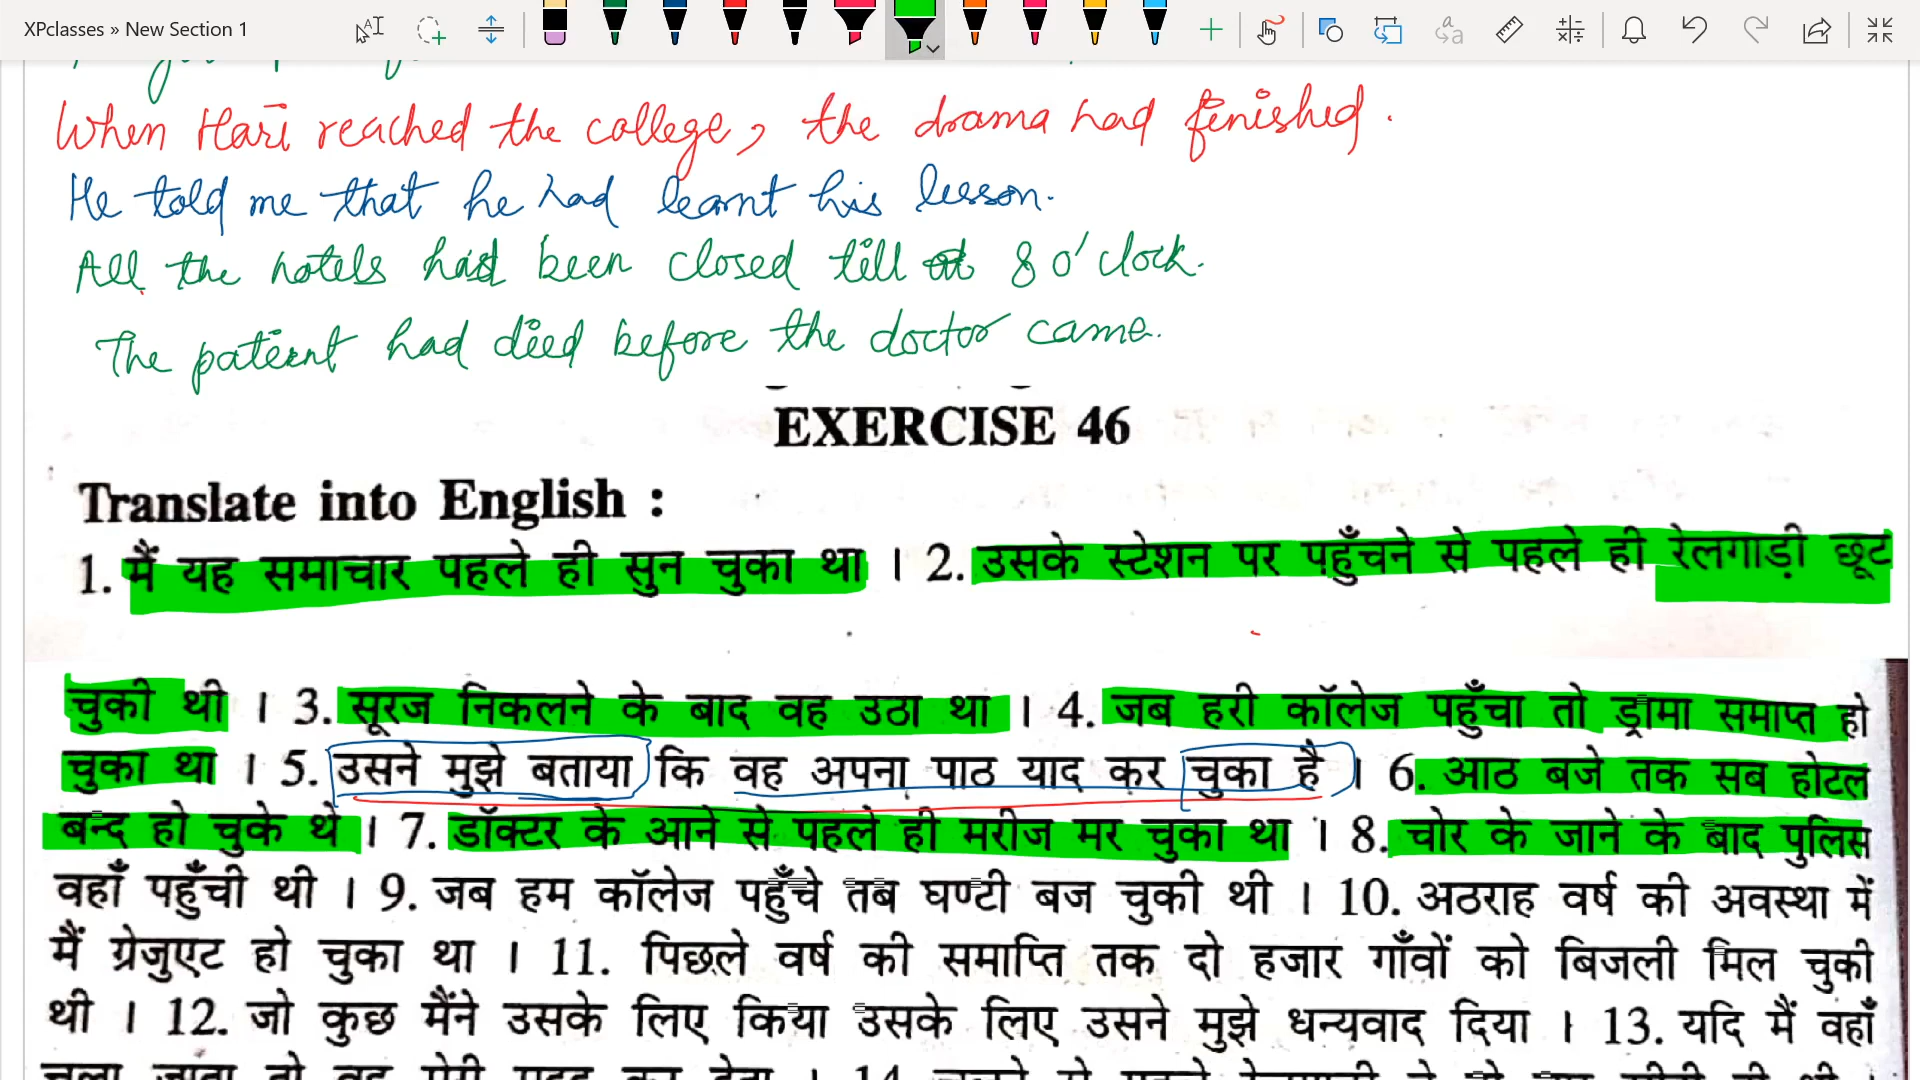 XPclasses » New Section 1
When Hari reached the college, the drama had finished.
He told me that he had learnt his lesson.
All the hotels had been closed till 8 o'clock.
The patient had died before the doctor came.
EXERCISE 46
Translate into English :
1. मैं यह समाचार पहले ही सुन चुका था । 2. उसके स्टेशन पर पहुँचने से पहले ही रेलगाड़ी छूट
चुकी थी । 3. सूरज निकलने के बाद वह उठा था । 4. जब हरी कॉलेज पहुँचा तो ड्रामा समाप्त हो
चुका था । 5. उसने मुझे बताया कि वह अपना पाठ याद कर चुका है । 6. आठ बजे तक सब होटल
बन्द हो चुके थे । 7. डॉक्टर के आने से पहले ही मरीज मर चुका था । 8. चोर के जाने के बाद पुलिस
वहाँ पहुँची थी । 9. जब हम कॉलेज पहुँचे तब घण्टी बज चुकी थी । 10. अठराह वर्ष की अवस्था में
मैं ग्रेजुएट हो चुका था । 11. पिछले वर्ष की समाप्ति तक दो हजार गाँवों को बिजली मिल चुकी
थी । 12. जो कुछ मैंने उसके लिए किया उसके लिए उसने मुझे धन्यवाद दिया । 13. यदि मैं वहाँ
चला जाता तो वह मेरी मदद कर देता । 14.